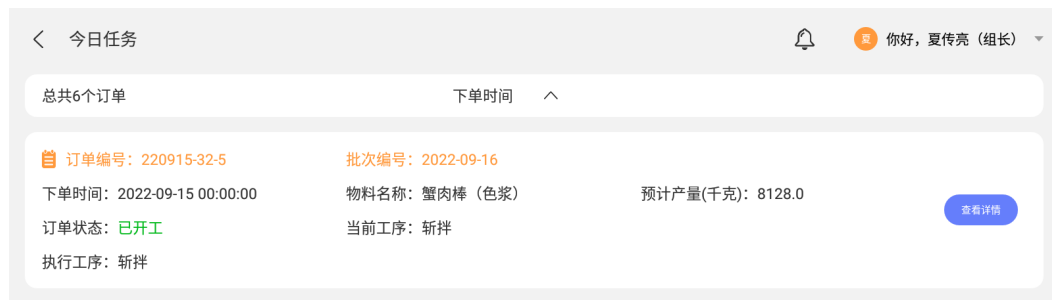 今日任务
夏 你好，夏传亮（组长）
总共6个订单 下单时间
订单编号：220915-32-5 批次编号：2022-09-16
下单时间：2022-09-15 00:00:00 物料名称：蟹肉棒（色浆） 预计产量(千克)：8128.0
查看详情
订单状态：已开工 当前工序：斩拌
执行工序：斩拌